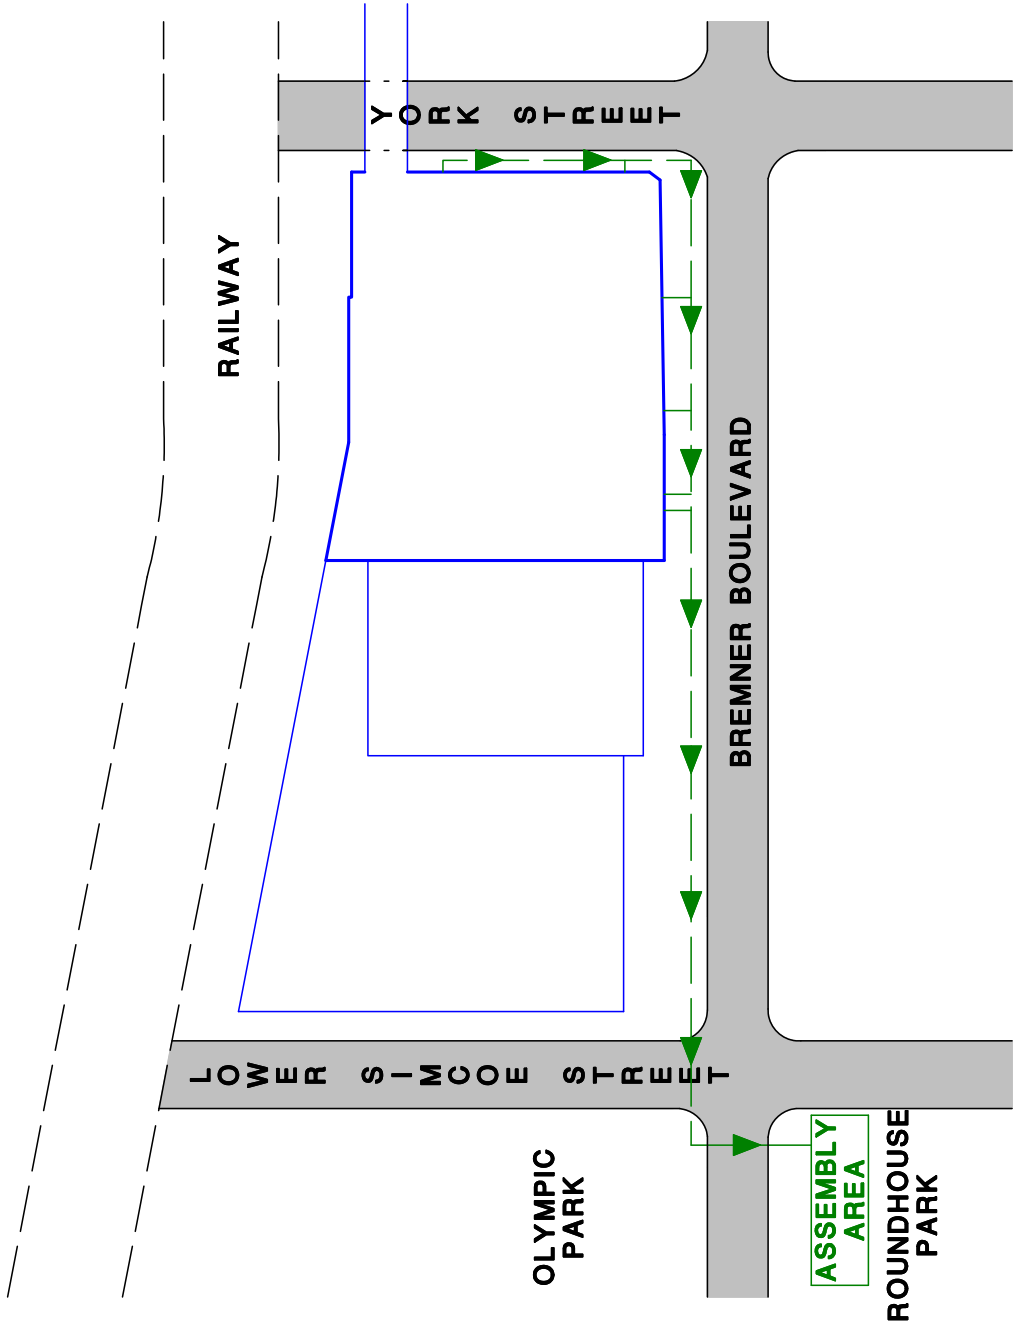 YORK STREET
RAILWAY
BREMNER BOULEVARD
LOWER SIMCOE STREET
OLYMPIC
PARK
ASSEMBLY
AREA
ROUNDHOUSE
PARK